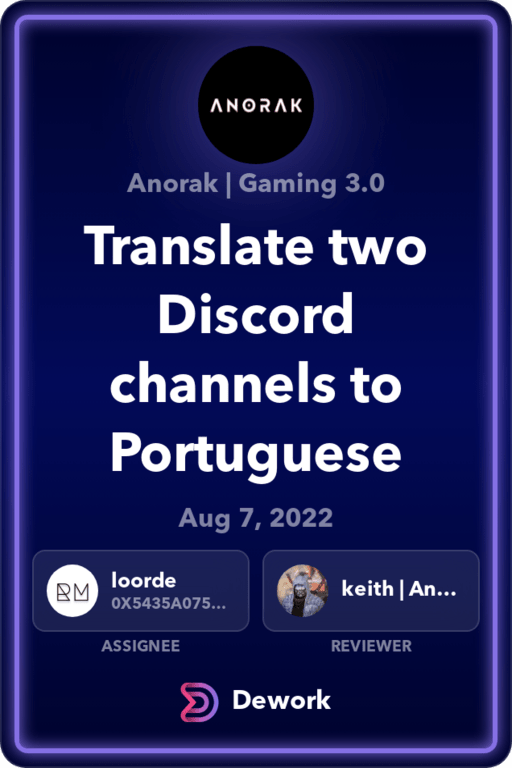 ANORAK
Anorak | Gaming 3.0
Translate two
Discord
channels to
Portuguese
Aug 7, 2022
RM
loorde
0X5435A075...
ASSIGNEE
keith | An...
REVIEWER
Dework